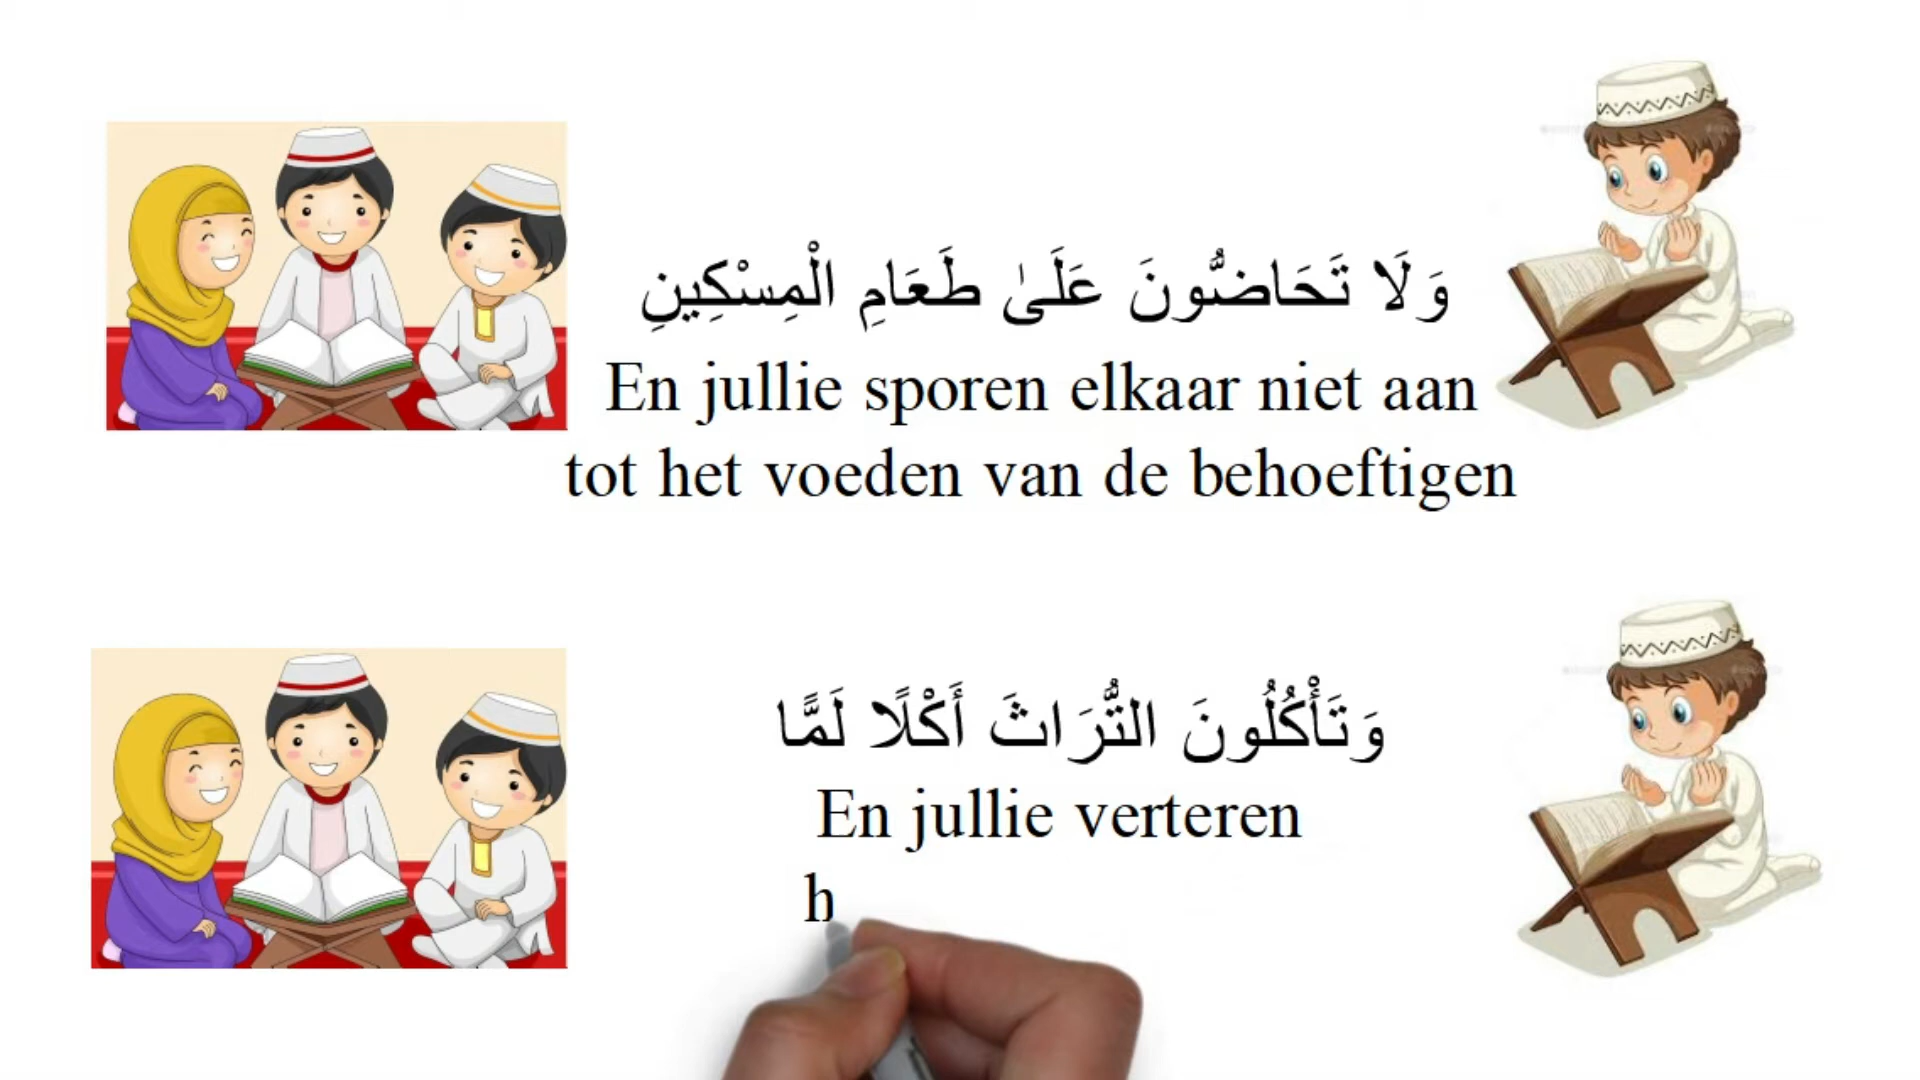 وَلَا تَحَاضُّونَ عَلَىٰ طَعَامِ الْمِسْكِينِ
En jullie sporen elkaar niet aan
tot het voeden van de behoeftigen
وَتَأْكُلُونَ التُّرَاثَ أَكْلًا لَمًّا
En jullie verteren
h